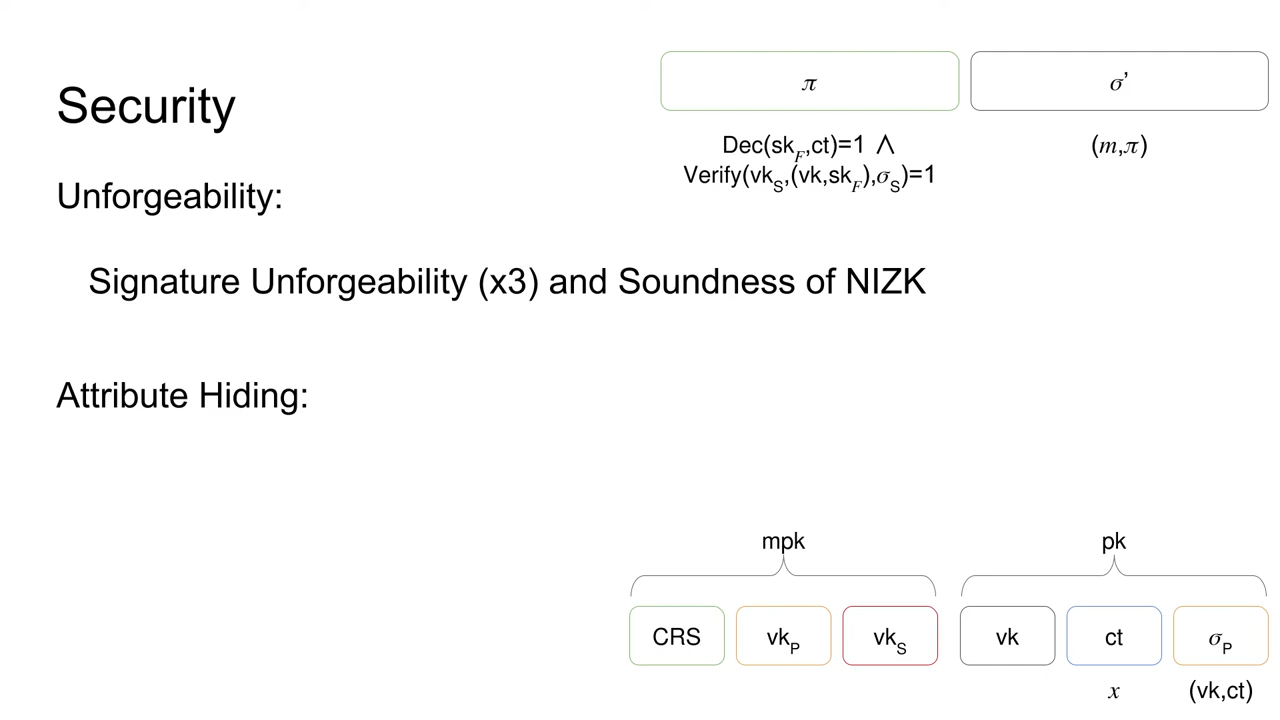 Security
π
σ'
Dec(sk_F,ct)=1 ∧
Verify(vk_S,(vk,sk_F),σ_S)=1
(m,π)
Unforgeability:
Signature Unforgeability (x3) and Soundness of NIZK
Attribute Hiding:
mpk
pk
CRS
vk_P
vk_S
vk
ct
σ_P
x
(vk,ct)